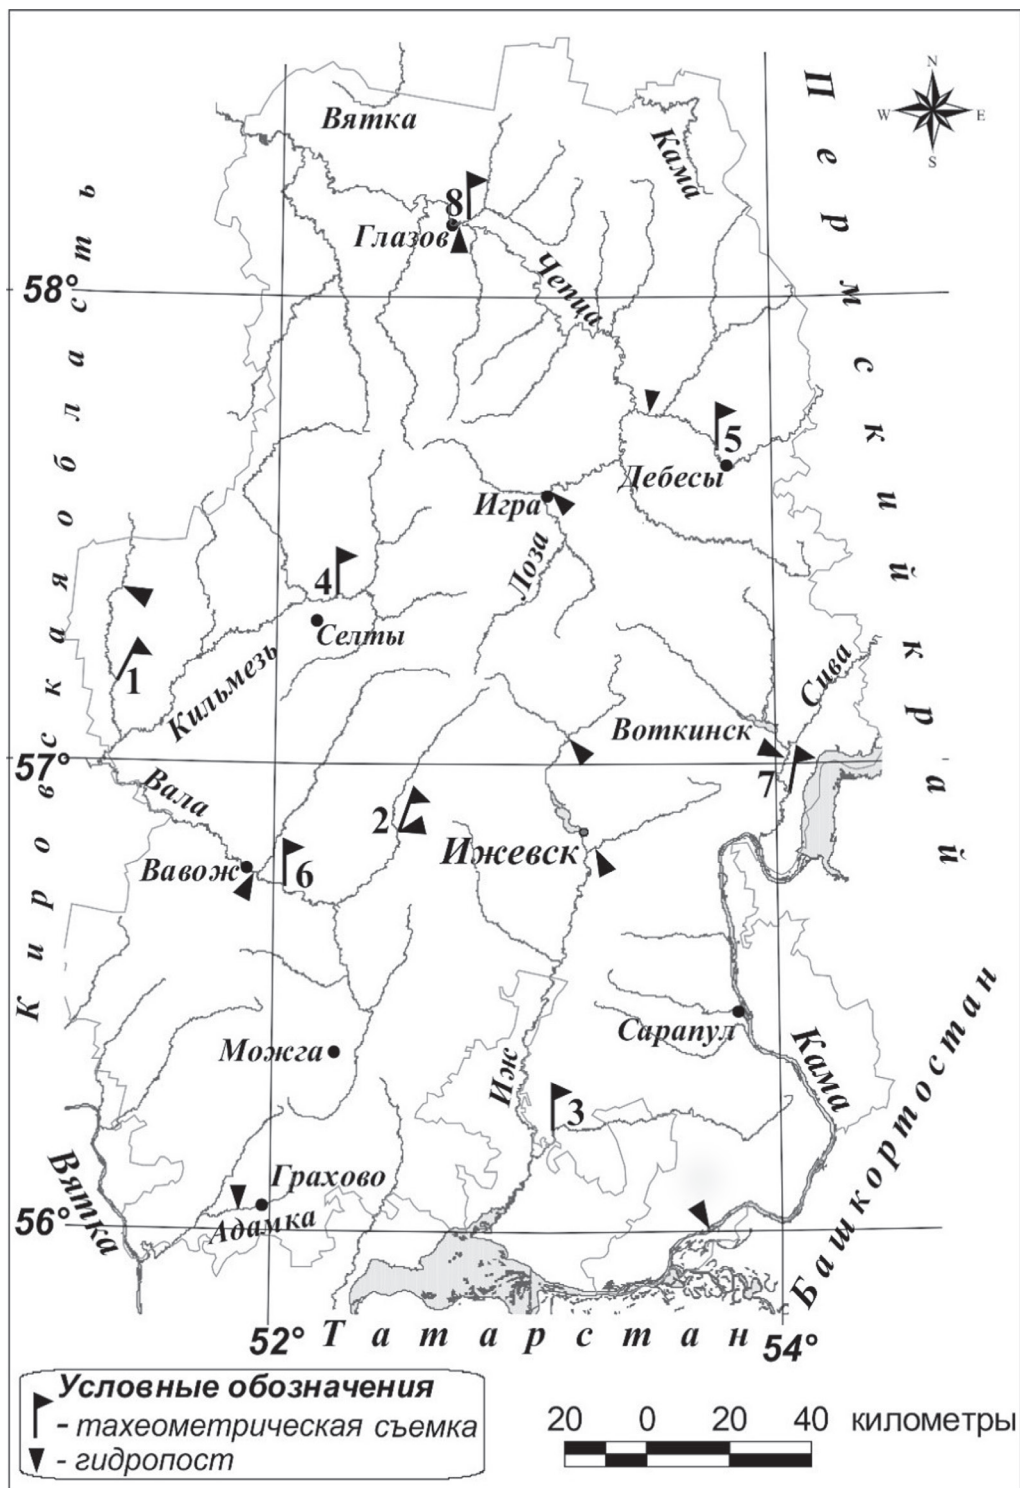 N
W E
S
Вятка
Кама
Пермский край
Кировская область
8
Глазов
58°
Чепца
5
Дебесы
Игра
Лоза
4
Селты
1
Кильмезь
Сива
Воткинск
57°
7
Вала
2
Ижевск
Вавож
6
Сарапул
Можга
Кама
Иж
3
Башкортостан
Вятка
Грахово
Адамка
56°
52°
Татарстан
54°
Условные обозначения
- тахеометрическая съемка
- гидропост
20 0 20 40 километры